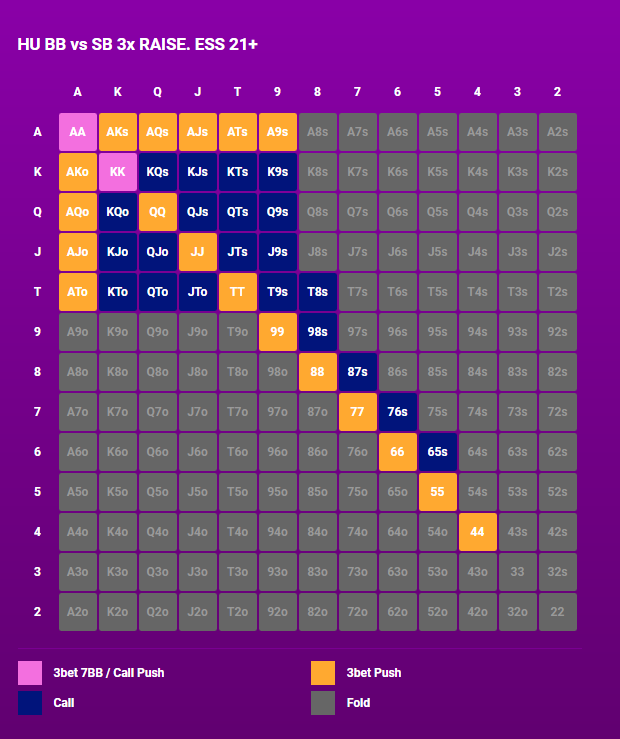 HU BB vs SB 3x RAISE. ESS 21+
A K Q J T 9 8 7 6 5 4 3 2
A AA AKs AQs AJs ATs A9s A8s A7s A6s A5s A4s A3s A2s
K AKo KK KQs KJs KTs K9s K8s K7s K6s K5s K4s K3s K2s
Q AQo KQo QQ QJs QTs Q9s Q8s Q7s Q6s Q5s Q4s Q3s Q2s
J AJo KJo QJo JJ JTs J9s J8s J7s J6s J5s J4s J3s J2s
T ATo KTo QTo JTo TT T9s T8s T7s T6s T5s T4s T3s T2s
9 A9o K9o Q9o J9o T9o 99 98s 97s 96s 95s 94s 93s 92s
8 A8o K8o Q8o J8o T8o 98o 88 87s 86s 85s 84s 83s 82s
7 A7o K7o Q7o J7o T7o 97o 87o 77 76s 75s 74s 73s 72s
6 A6o K6o Q6o J6o T6o 96o 86o 76o 66 65s 64s 63s 62s
5 A5o K5o Q5o J5o T5o 95o 85o 75o 65o 55 54s 53s 52s
4 A4o K4o Q4o J4o T4o 94o 84o 74o 64o 54o 44 43s 42s
3 A3o K3o Q3o J3o T3o 93o 83o 73o 63o 53o 43o 33 32s
2 A2o K2o Q2o J2o T2o 92o 82o 72o 62o 52o 42o 32o 22
3bet 7BB / Call Push 3bet Push
Call Fold